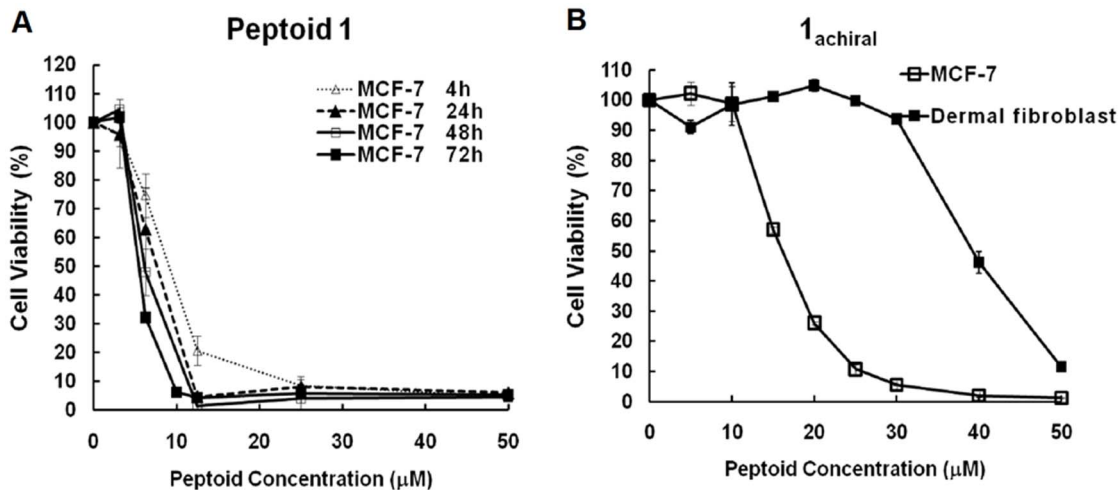 A
Peptoid 1
120
110
100
90
80
70
60
50
40
30
20
10
0
Cell Viability (%)
MCF-7 4h
MCF-7 24h
MCF-7 48h
MCF-7 72h
0 10 20 30 40 50
Peptoid Concentration (μM)
B
1achiral
110
100
90
80
70
60
50
40
30
20
10
0
Cell Viability (%)
MCF-7
Dermal fibroblast
0 10 20 30 40 50
Peptoid Concentration (μM)